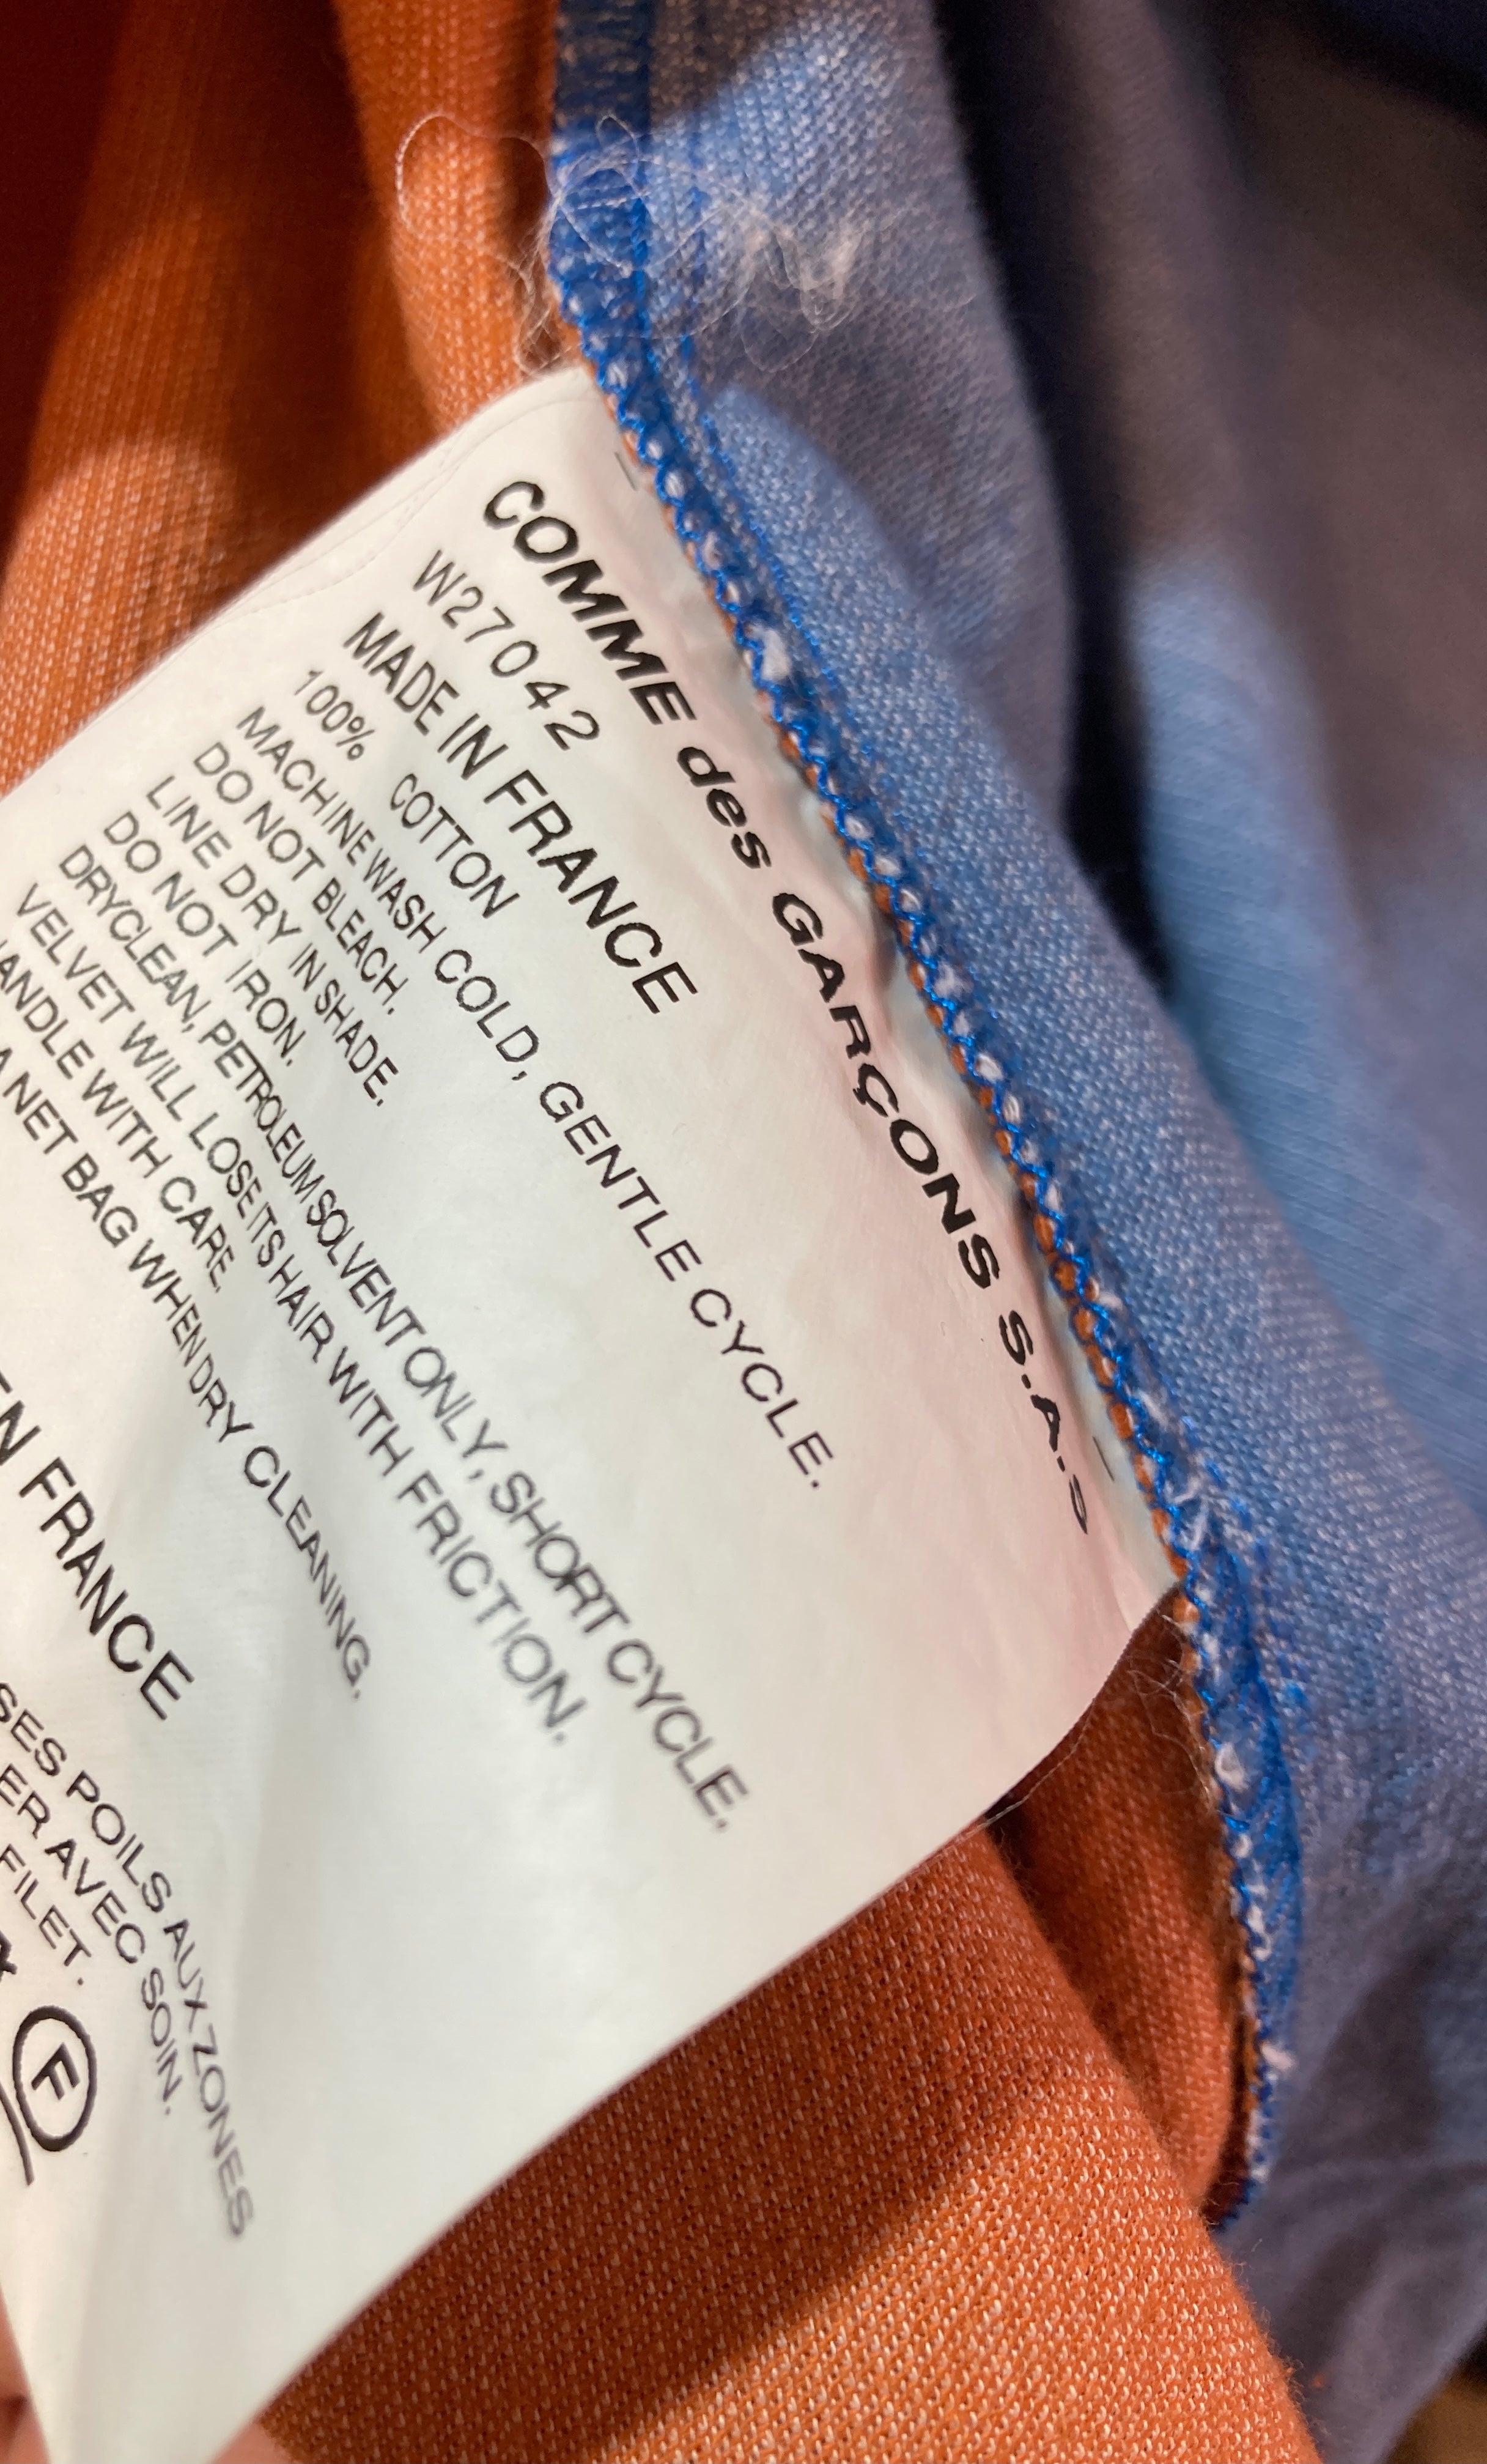 COMME des GARÇONS S.A.S
W27042
MADE IN FRANCE
100% COTTON
MACHINE WASH COLD, GENTLE CYCLE.
DO NOT BLEACH.
LINE DRY IN SHADE.
DO NOT IRON.
DRYCLEAN, PETROLEUM SOLVENT ONLY, SHORT CYCLE.
VELVET WILL LOSE ITS HAIR WITH FRICTION.
HANDLE WITH CARE.
A NET BAG WHEN DRY CLEANING.
EN FRANCE
SES POILS AUX ZONES
AVEC SOIN.
FILET.
F